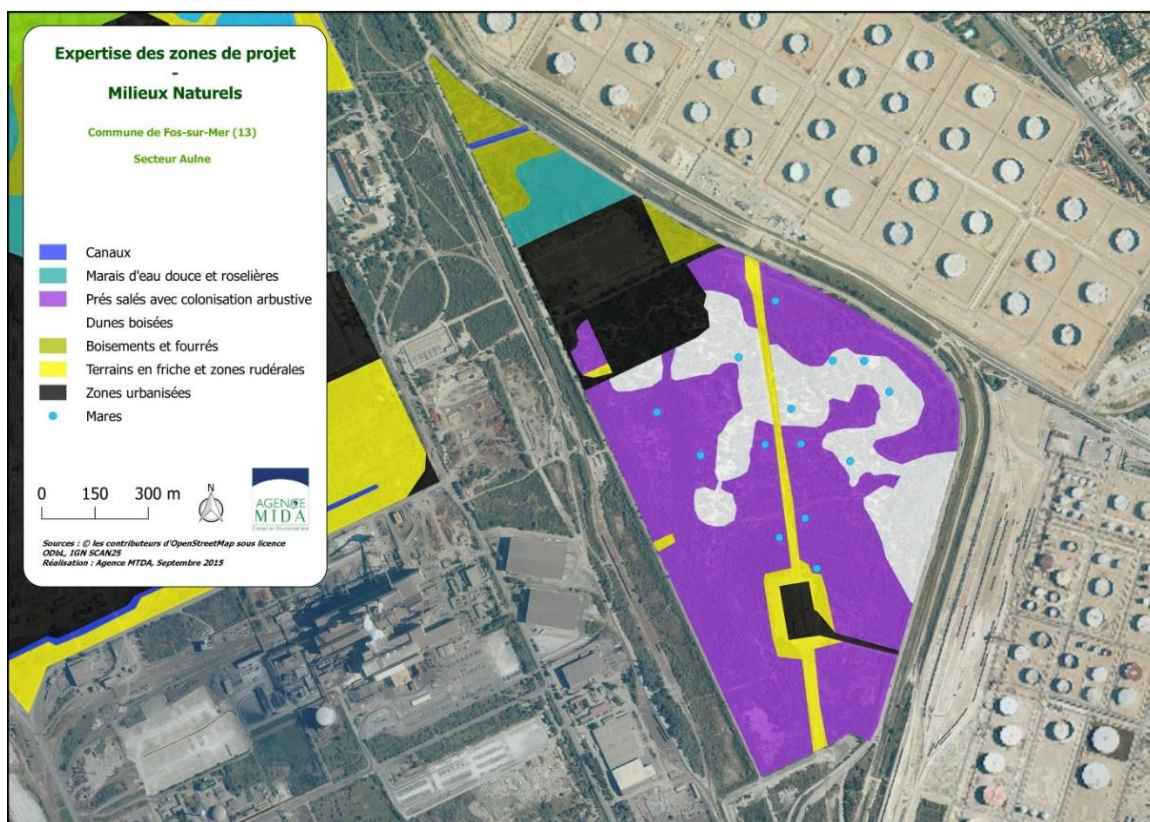 Expertise des zones de projet
-
Milieux Naturels
Commune de Fos-sur-Mer (13)
Secteur Aulne
Canaux
Marais d'eau douce et roselières
Prés salés avec colonisation arbustive
Dunes boisées
Boisements et fourrés
Terrains en friche et zones rudérales
Zones urbanisées
Mares
0 150 300 m
N
AGENCE
MTDA
Conseil en Environnement
Sources : © les contributeurs d'OpenStreetMap sous licence
ODbL, IGN SCAN25
Réalisation : Agence MTDA, Septembre 2015